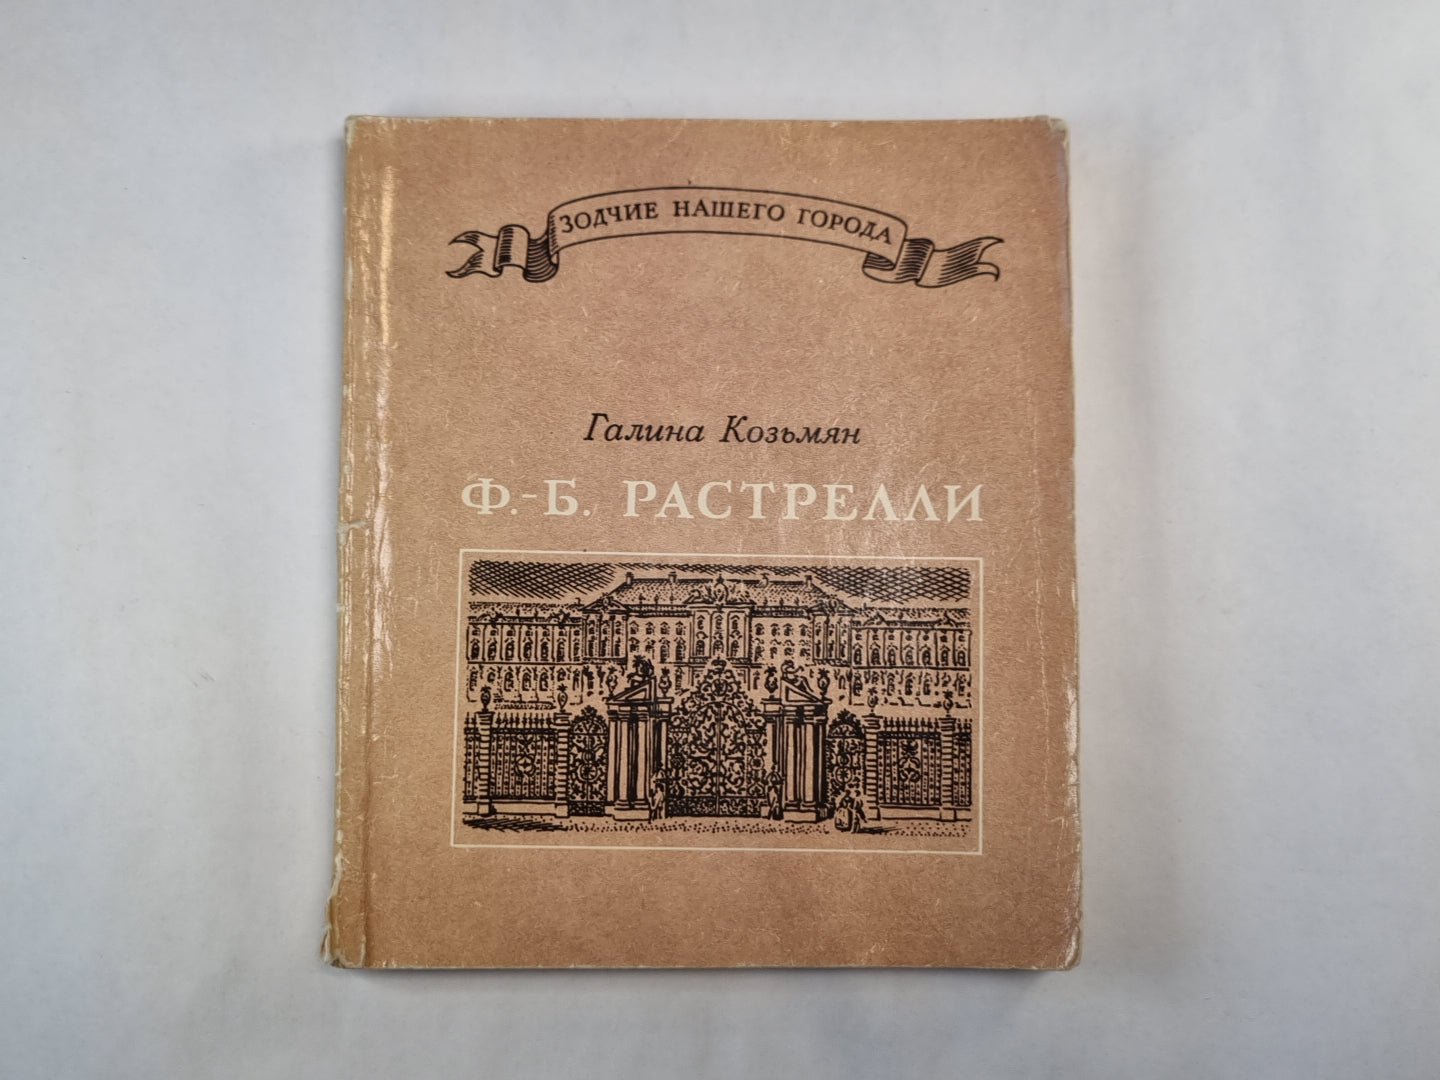 ЗОДЧИЕ НАШЕГО ГОРОДА
Галина Козьмян
Ф.-Б. РАСТРЕЛЛИ